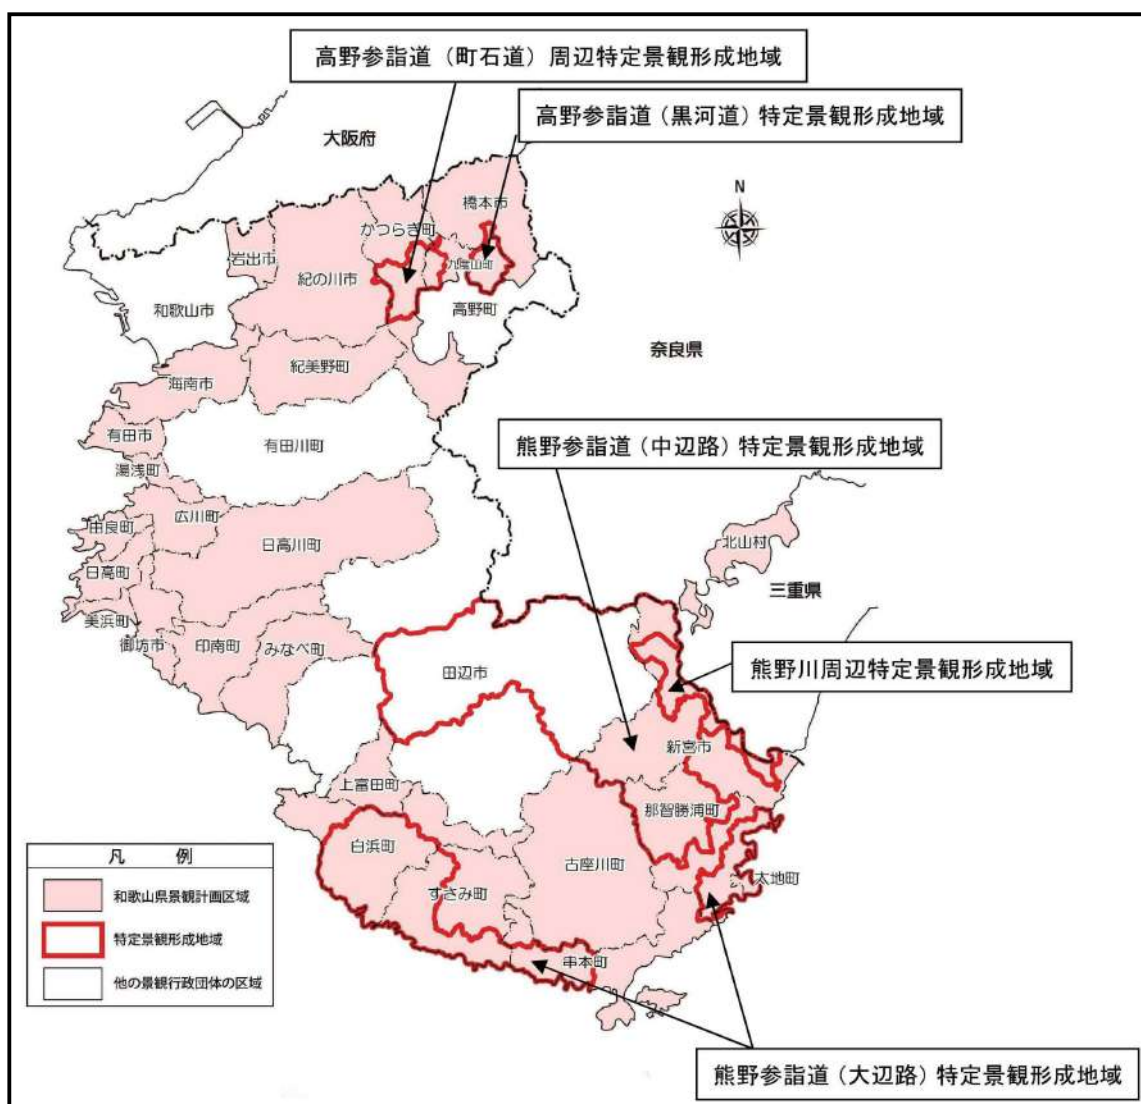 高野参詣道（町石道）周辺特定景観形成地域
高野参詣道（黒河道）特定景観形成地域
大阪府
N
橋本市
かつらぎ町
岩出市
九度山町
紀の川市
和歌山市
高野町
奈良県
紀美野町
海南市
有田市
有田川町
熊野参詣道（中辺路）特定景観形成地域
湯浅町
広川町
由良町
日高川町
北山村
日高町
三重県
美浜町
御坊市
印南町
みなべ町
田辺市
熊野川周辺特定景観形成地域
新宮市
上富田町
那智勝浦町
白浜町
古座川町
太地町
すさみ町
串本町
凡 例
和歌山県景観計画区域
特定景観形成地域
他の景観行政団体の区域
熊野参詣道（大辺路）特定景観形成地域